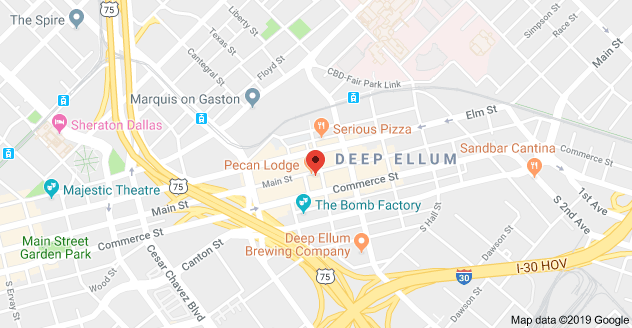 The Spire
Liberty St
Texas St
Cantegral St
Floyd St
CBD-Fair Park Link
Simpson St
Race St
Main St
75
Marquis on Gaston
Elm St
Sheraton Dallas
Serious Pizza
Sandbar Cantina
Pecan Lodge
DEEP ELLUM
Main St
75
Commerce St
Majestic Theatre
The Bomb Factory
Main St
1st Ave
S 2nd Ave
S Hall St
Main Street
Garden Park
Commerce St
Canton St
Deep Ellum
Brewing Company
Dawson St
Cesar Chavez Blvd
Wood St
75
30
I-30 HOV
Dawson St
S Ervay St
Map data ©2019 Google